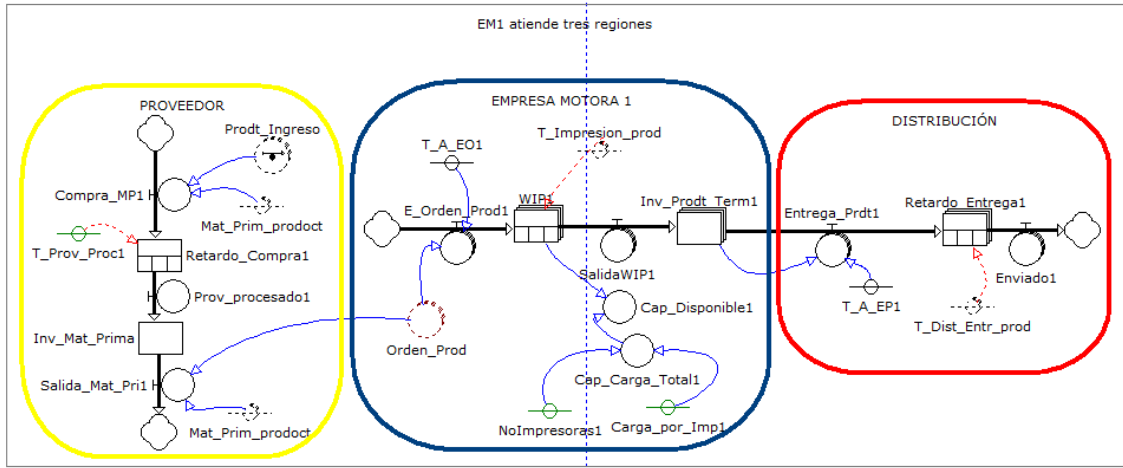 EM1 atiende tres regiones
PROVEEDOR
Prodt_Ingreso
Compra_MP1
Mat_Prim_prodoct
T_Prov_Proc1
Retardo_Compra1
Prov_procesado1
Inv_Mat_Prima
Salida_Mat_Pri1
Mat_Prim_prodoct
EMPRESA MOTORA 1
T_Impresion_prod
T_A_EO1
E_Orden_Prod1
WIP1
Inv_Prodt_Term1
SalidaWIP1
Cap_Disponible1
Orden_Prod
Cap_Carga_Total1
NoImpresoras1
Carga_por_Imp1
DISTRIBUCIÓN
Entrega_Prdt1
Retardo_Entrega1
Enviado1
T_A_EP1
T_Dist_Entr_prod